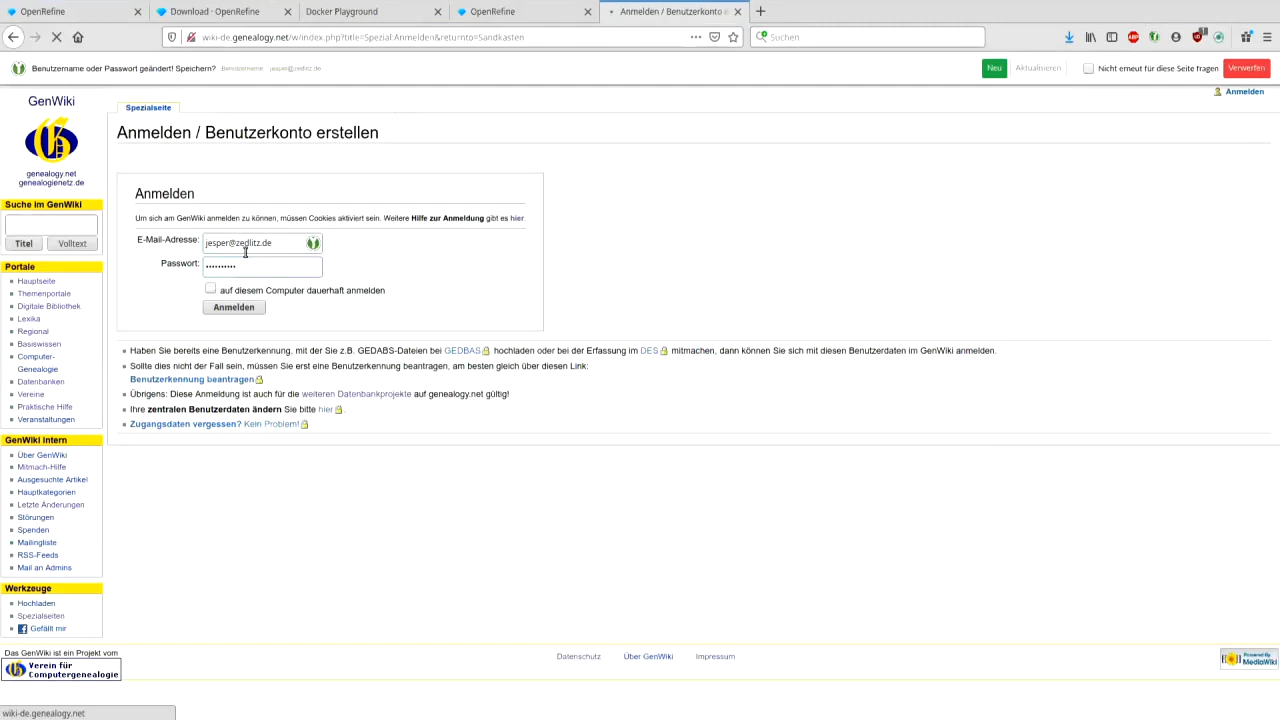 OpenRefine
Download · OpenRefine
Docker Playground
OpenRefine
Anmelden / Benutzerkonto e
wiki-de.genealogy.net/w/index.php?title=Spezial:Anmelden&returnto=Sandkasten
Suchen
Benutzername oder Passwort geändert! Speichern?
Benutzername
jesper@zedlitz.de
Neu
Aktualisieren
Nicht erneut für diese Seite fragen
Verwerfen
Anmelden
GenWiki
genealogy.net
genealogienetz.de
Suche im GenWiki
Titel
Volltext
Portale
Hauptseite
Themenportale
Digitale Bibliothek
Lexika
Regional
Basiswissen
Computer-
Genealogie
Datenbanken
Vereine
Praktische Hilfe
Veranstaltungen
GenWiki intern
Über GenWiki
Mitmach-Hilfe
Ausgesuchte Artikel
Hauptkategorien
Letzte Änderungen
Störungen
Spenden
Mailingliste
RSS-Feeds
Mail an Admins
Werkzeuge
Hochladen
Spezialseiten
Gefällt mir
Das GenWiki ist ein Projekt vom
Verein für
Computergenealogie
Spezialseite
Anmelden / Benutzerkonto erstellen
Anmelden
Um sich am GenWiki anmelden zu können, müssen Cookies aktiviert sein. Weitere Hilfe zur Anmeldung gibt es hier.
E-Mail-Adresse: jesper@zedlitz.de
Passwort: ••••••••••
auf diesem Computer dauerhaft anmelden
Anmelden
Haben Sie bereits eine Benutzerkennung, mit der Sie z.B. GEDABS-Dateien bei GEDBAS hochladen oder bei der Erfassung im DES mitmachen, dann können Sie sich mit diesen Benutzerdaten im GenWiki anmelden.
Sollte dies nicht der Fall sein, müssen Sie erst eine Benutzerkennung beantragen, am besten gleich über diesen Link:
Benutzerkennung beantragen
Übrigens: Diese Anmeldung ist auch für die weiteren Datenbankprojekte auf genealogy.net gültig!
Ihre zentralen Benutzerdaten ändern Sie bitte hier.
Zugangsdaten vergessen? Kein Problem!
Datenschutz
Über GenWiki
Impressum
Powered By
MediaWiki
wiki-de.genealogy.net